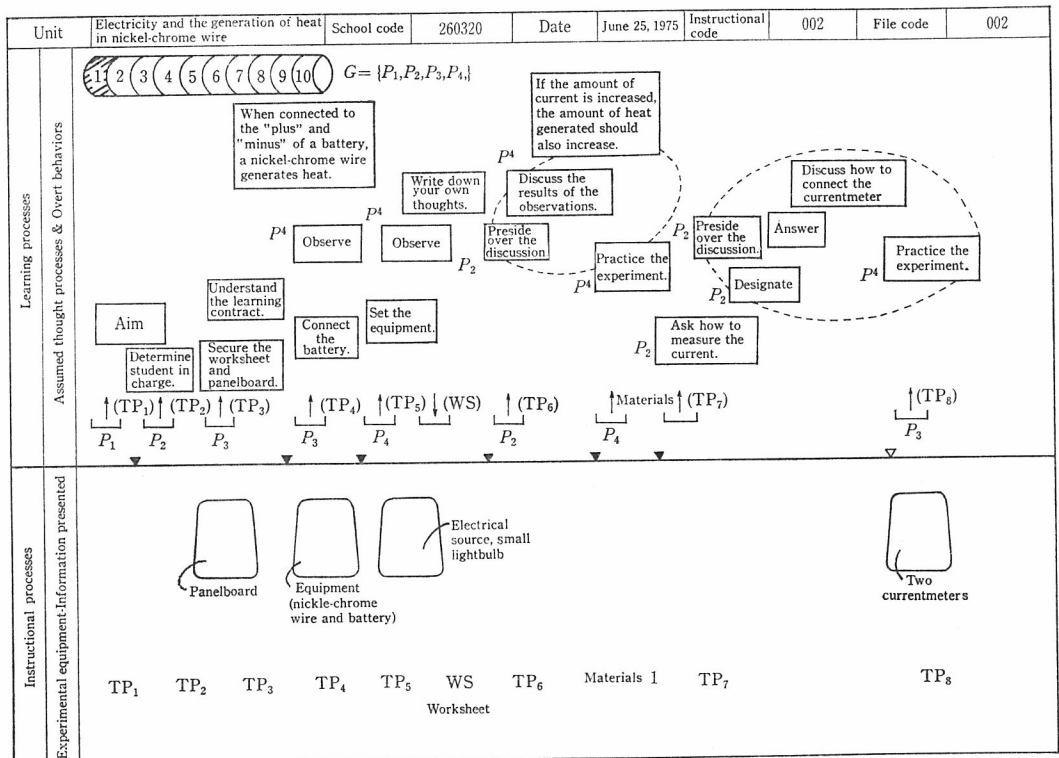 Unit
Electricity and the generation of heat
in nickel-chrome wire
School code
260320
Date
June 25, 1975
Instructional
code
002
File code
002
Learning processes
Assumed thought processes & Overt behaviors
1 2 3 4 5 6 7 8 9 10
G = {P1,P2,P3,P4,}
When connected to
the "plus" and
"minus" of a battery,
a nickel-chrome wire
generates heat.
If the amount of
current is increased,
the amount of heat
generated should
also increase.
P4
Discuss the
results of the
observations.
Write down
your own
thoughts.
Discuss how to
connect the
currentmeter
P4
Observe
P4
Observe
P2
Preside
over the
discussion
P4
Practice the
experiment.
P2
Preside
over the
discussion.
Answer
P2
Designate
P4
Practice the
experiment.
Aim
Understand
the learning
contract.
Set the
equipment.
Connect
the
battery.
P2
Ask how to
measure the
current.
Determine
student in
charge.
Secure the
worksheet
and
panelboard.
↑(TP1) ↑(TP2) ↑(TP3) ↑(TP4) ↑(TP5) ↓(WS) ↑(TP6) ↑Materials ↑(TP7) ↑(TP8)
P1 P2 P3 P3 P4 P2 P4 P3
Instructional processes
Experimental equipment-Information presented
Panelboard
Equipment
(nickle-chrome
wire and battery)
Electrical
source, small
lightbulb
Two
currentmeters
TP1 TP2 TP3 TP4 TP5 WS TP6 Materials 1 TP7 TP8
Worksheet